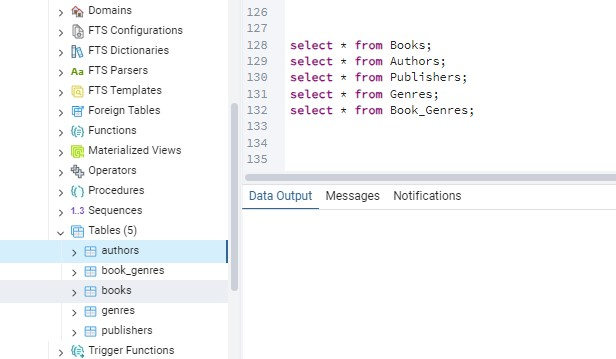 Domains
FTS Configurations
FTS Dictionaries
Aa FTS Parsers
FTS Templates
Foreign Tables
Functions
Materialized Views
Operators
Procedures
1..3 Sequences
Tables (5)
authors
book_genres
books
genres
publishers
Trigger Functions
126
127
128 select * from Books;
129 select * from Authors;
130 select * from Publishers;
131 select * from Genres;
132 select * from Book_Genres;
133
134
135
Data Output Messages Notifications